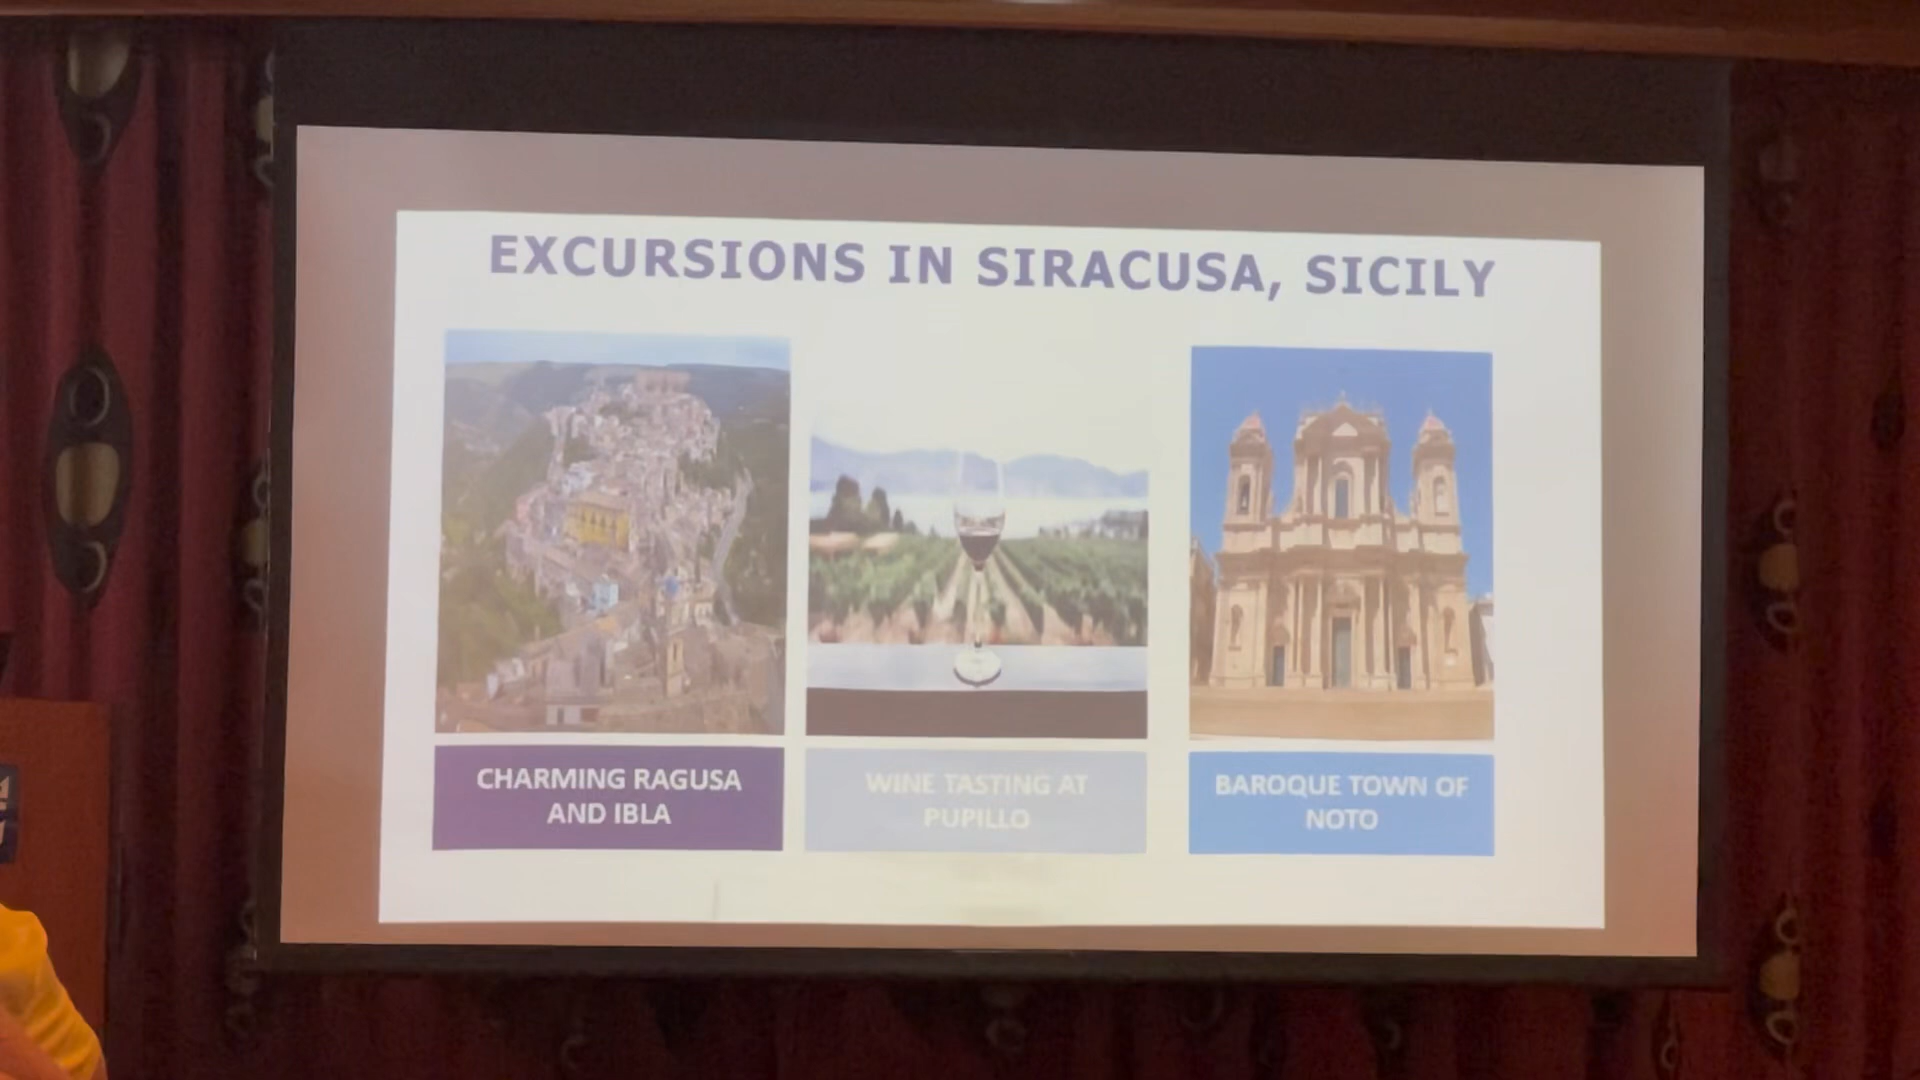 EXCURSIONS IN SIRACUSA, SICILY
CHARMING RAGUSA
AND IBLA
WINE TASTING AT
PUPILLO
BAROQUE TOWN OF
NOTO